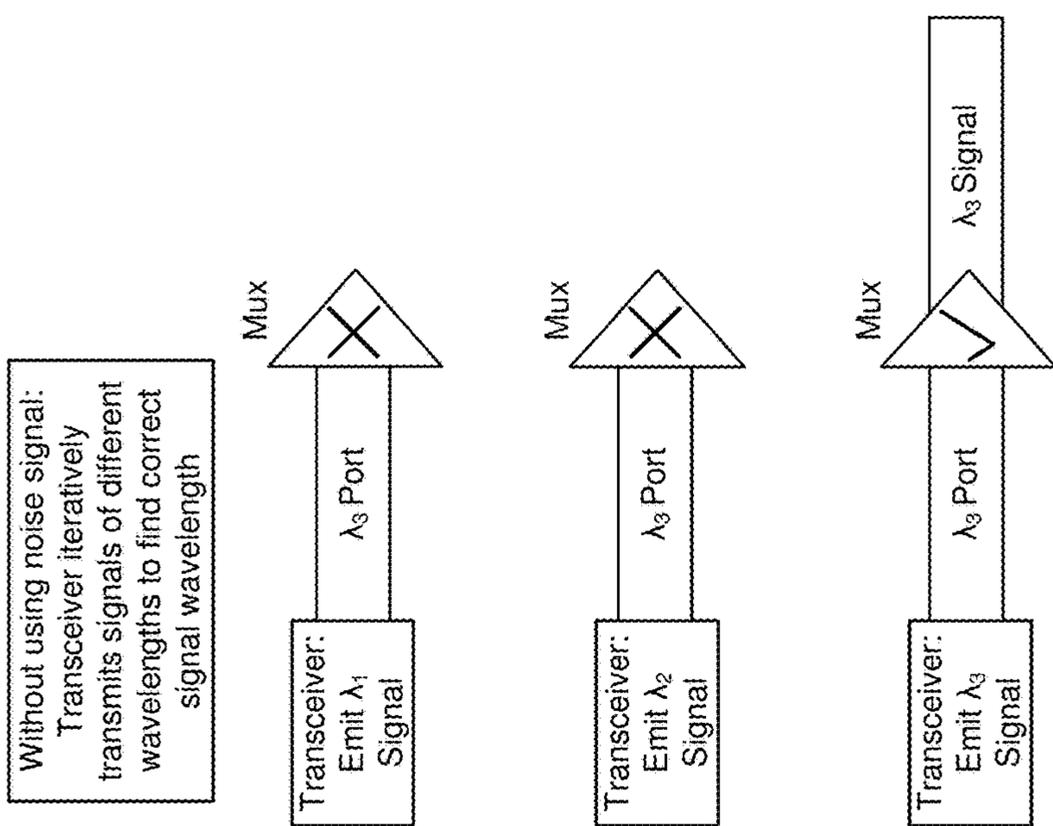 Without using noise signal:
Transceiver iteratively
transmits signals of different
wavelengths to find correct
signal wavelength
Transceiver:
Emit λ₁
Signal
λ₃ Port
Mux
Transceiver:
Emit λ₂
Signal
λ₃ Port
Mux
Transceiver:
Emit λ₃
Signal
λ₃ Port
Mux
λ₃ Signal